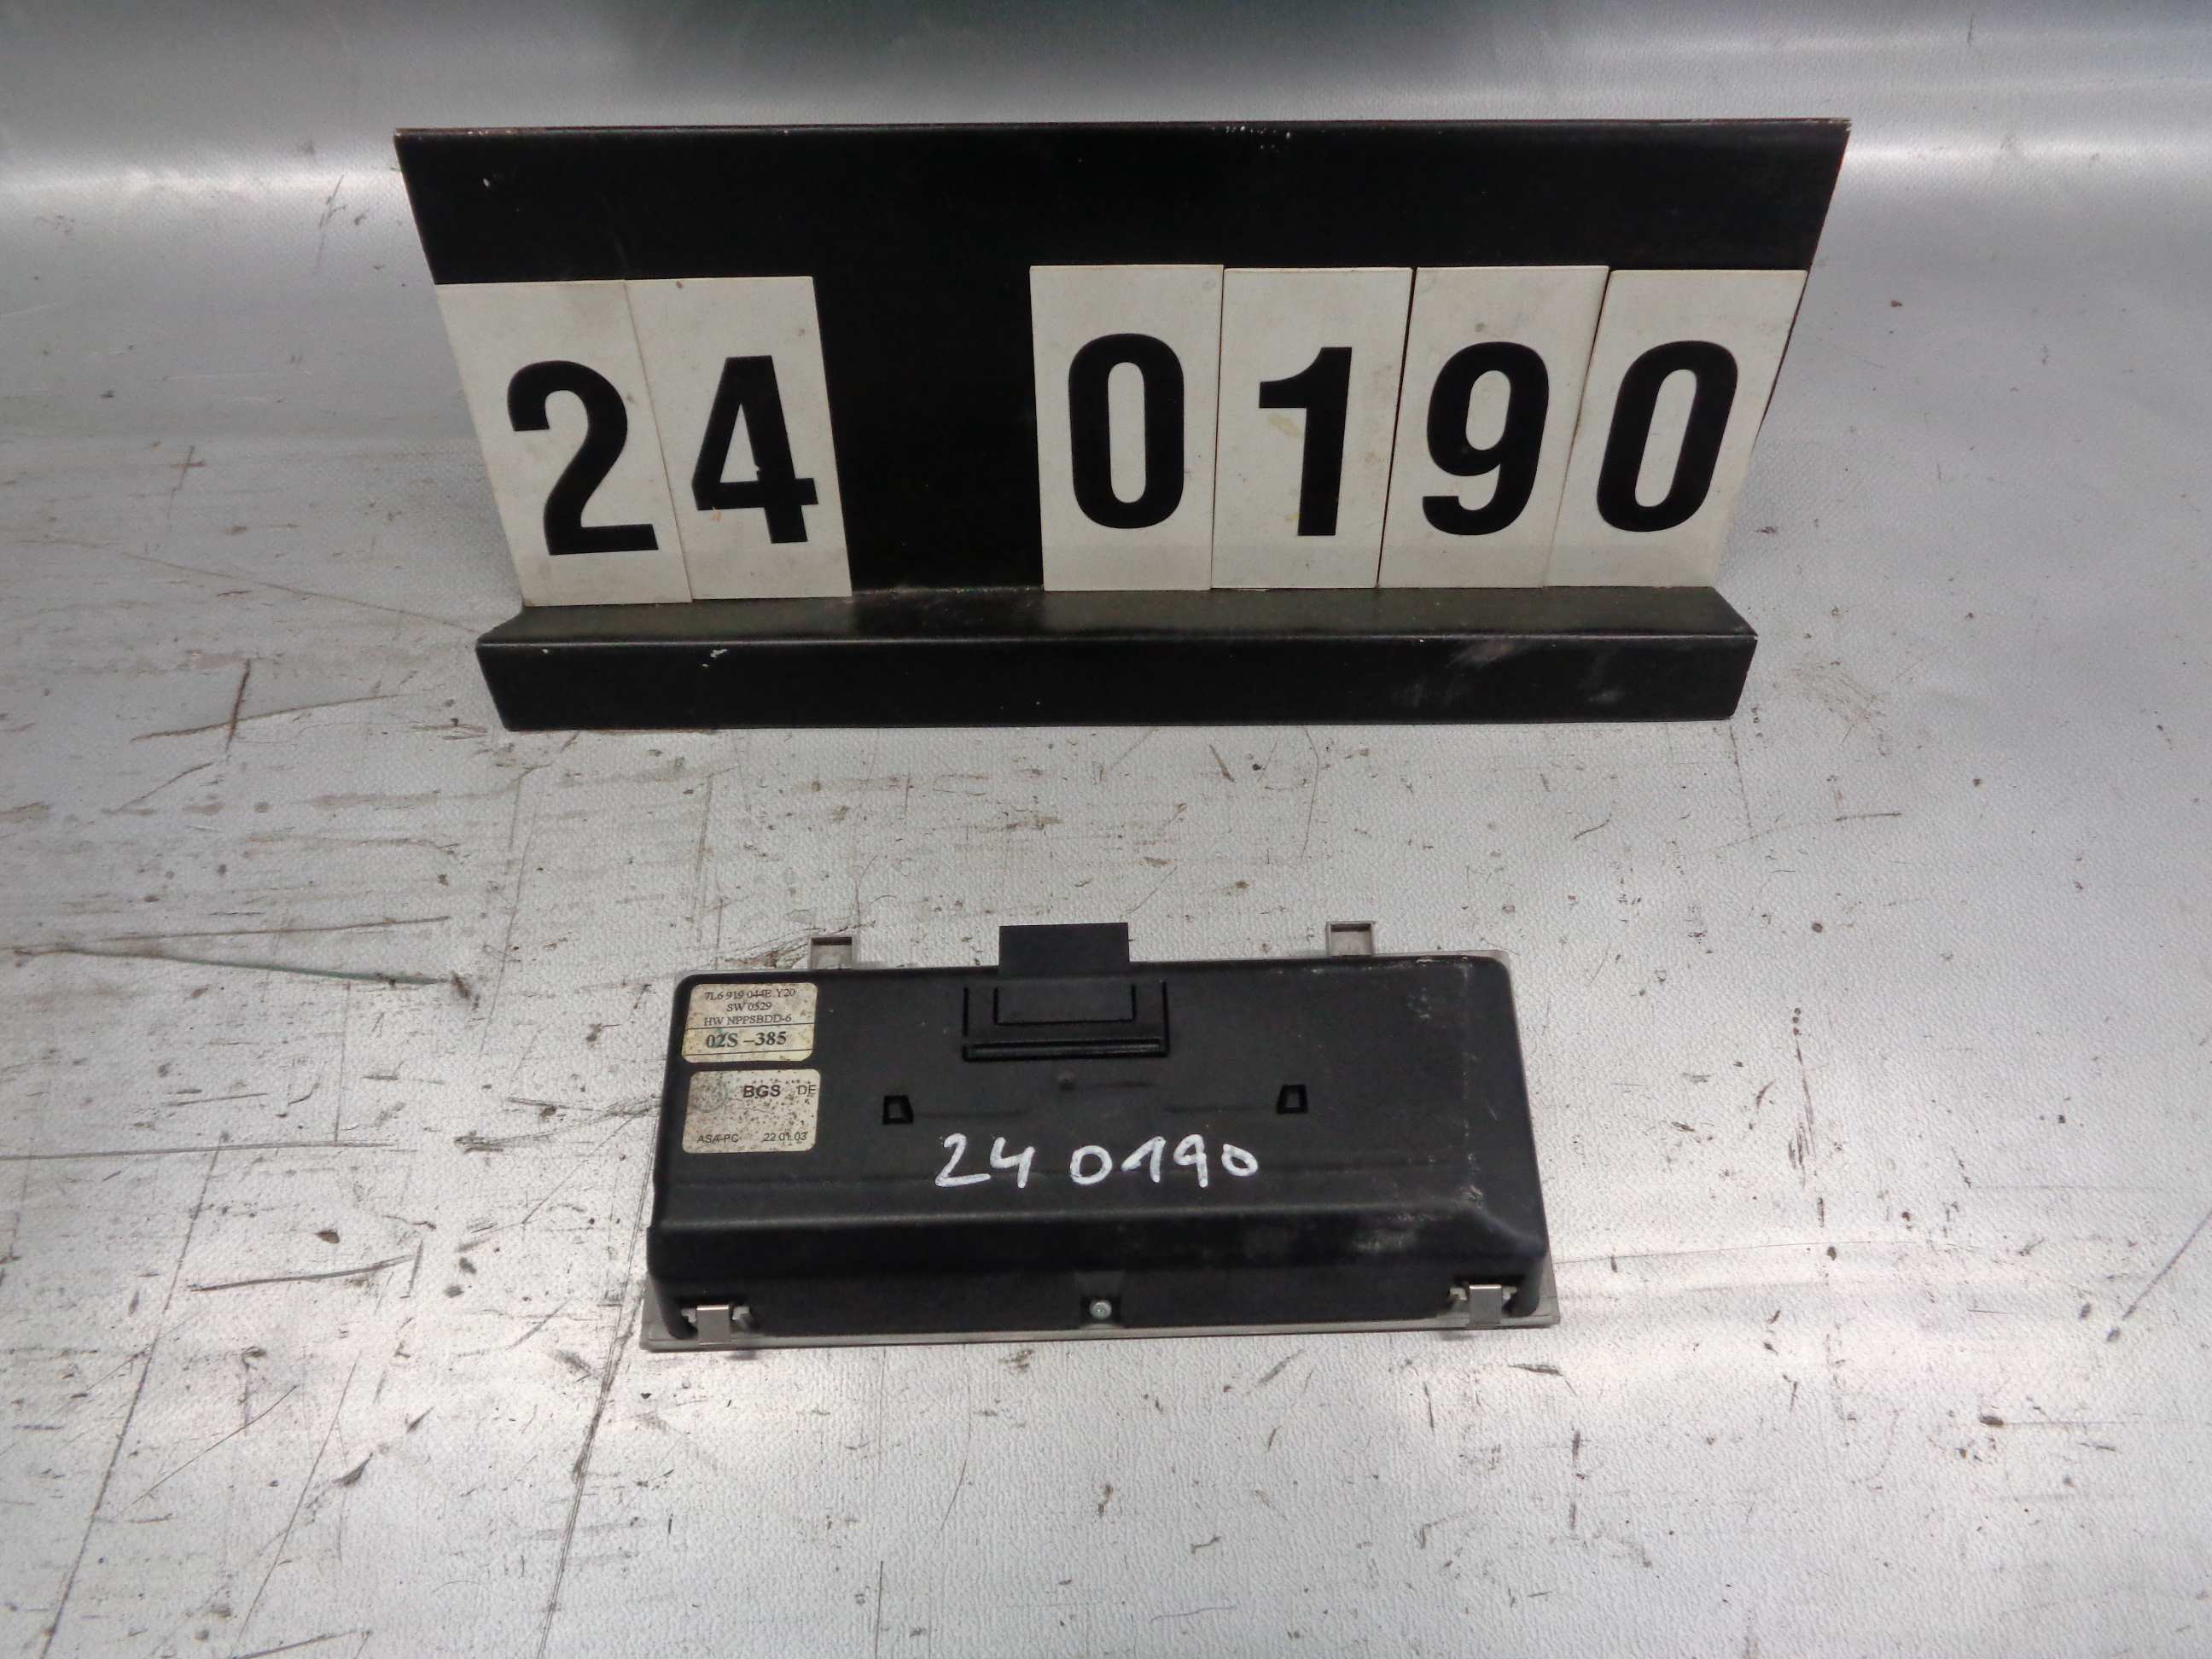 24 0190
7L6 919 044E.Y20
SW 0529
HW NPPSBDD-6
02S -385
BGS DE
ASA-PC 22.01.03
24 0190